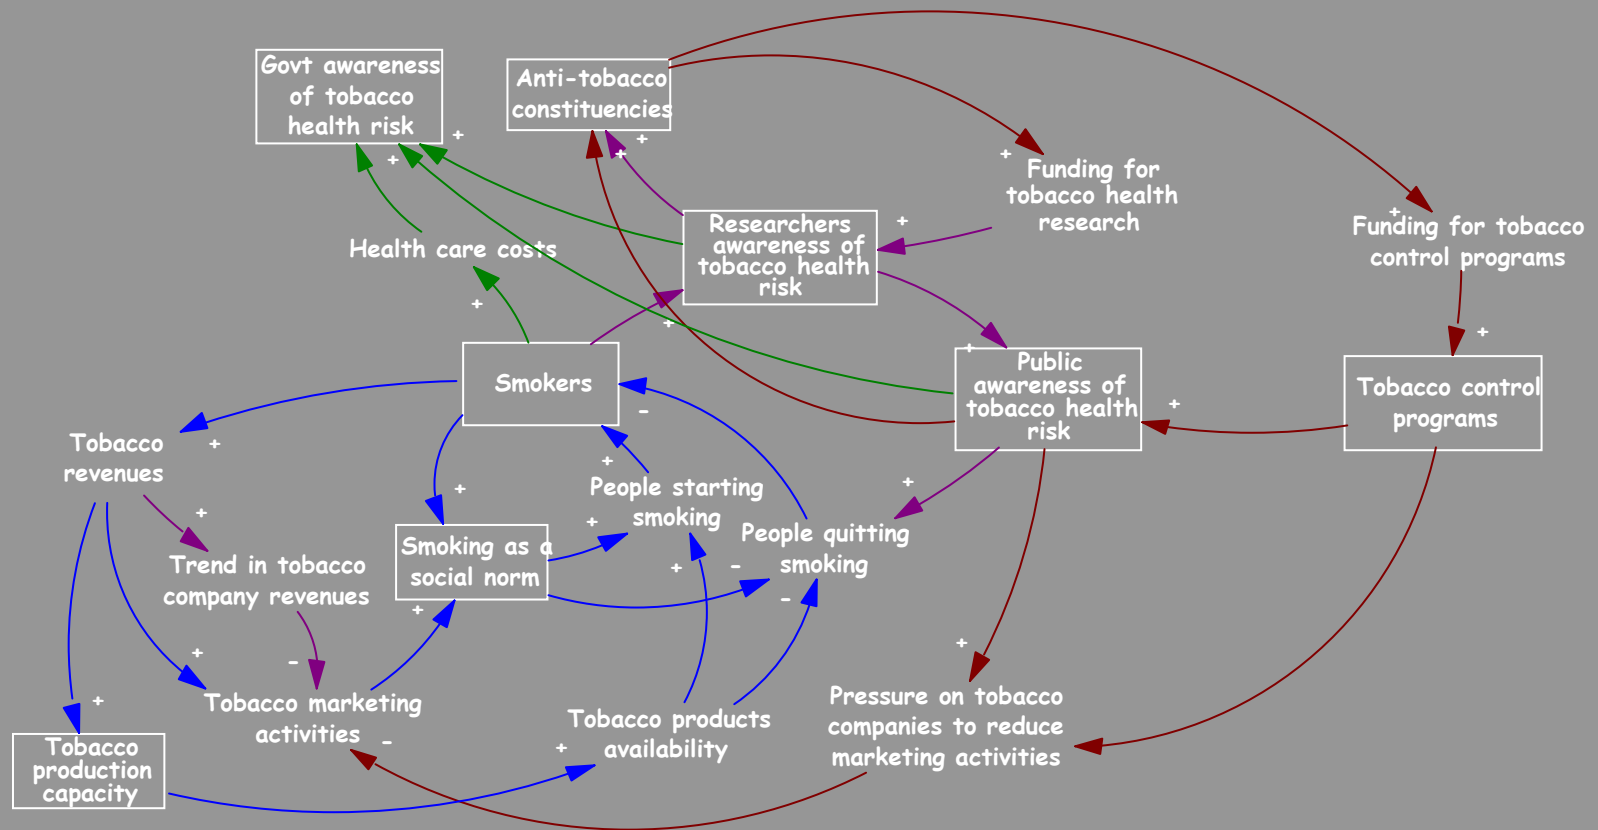 Govt awareness
of tobacco
health risk
+
+
Anti-tobacco
constituencies
+
+
+
Funding for
tobacco health
research
+
Funding for tobacco
control programs
Researchers
awareness of
tobacco health
risk
+
Health care costs
+
+
+
Smokers
-
+
Public
awareness of
tobacco health
risk
+
+
Tobacco control
programs
Tobacco
revenues
+
+
+
People starting
smoking
+
+
Smoking as a
social norm
+
People quitting
smoking
+
-
-
+
Trend in tobacco
company revenues
+
+
-
Tobacco marketing
activities
-
+
Tobacco
production
capacity
+
Tobacco products
availability
+
Pressure on tobacco
companies to reduce
marketing activities